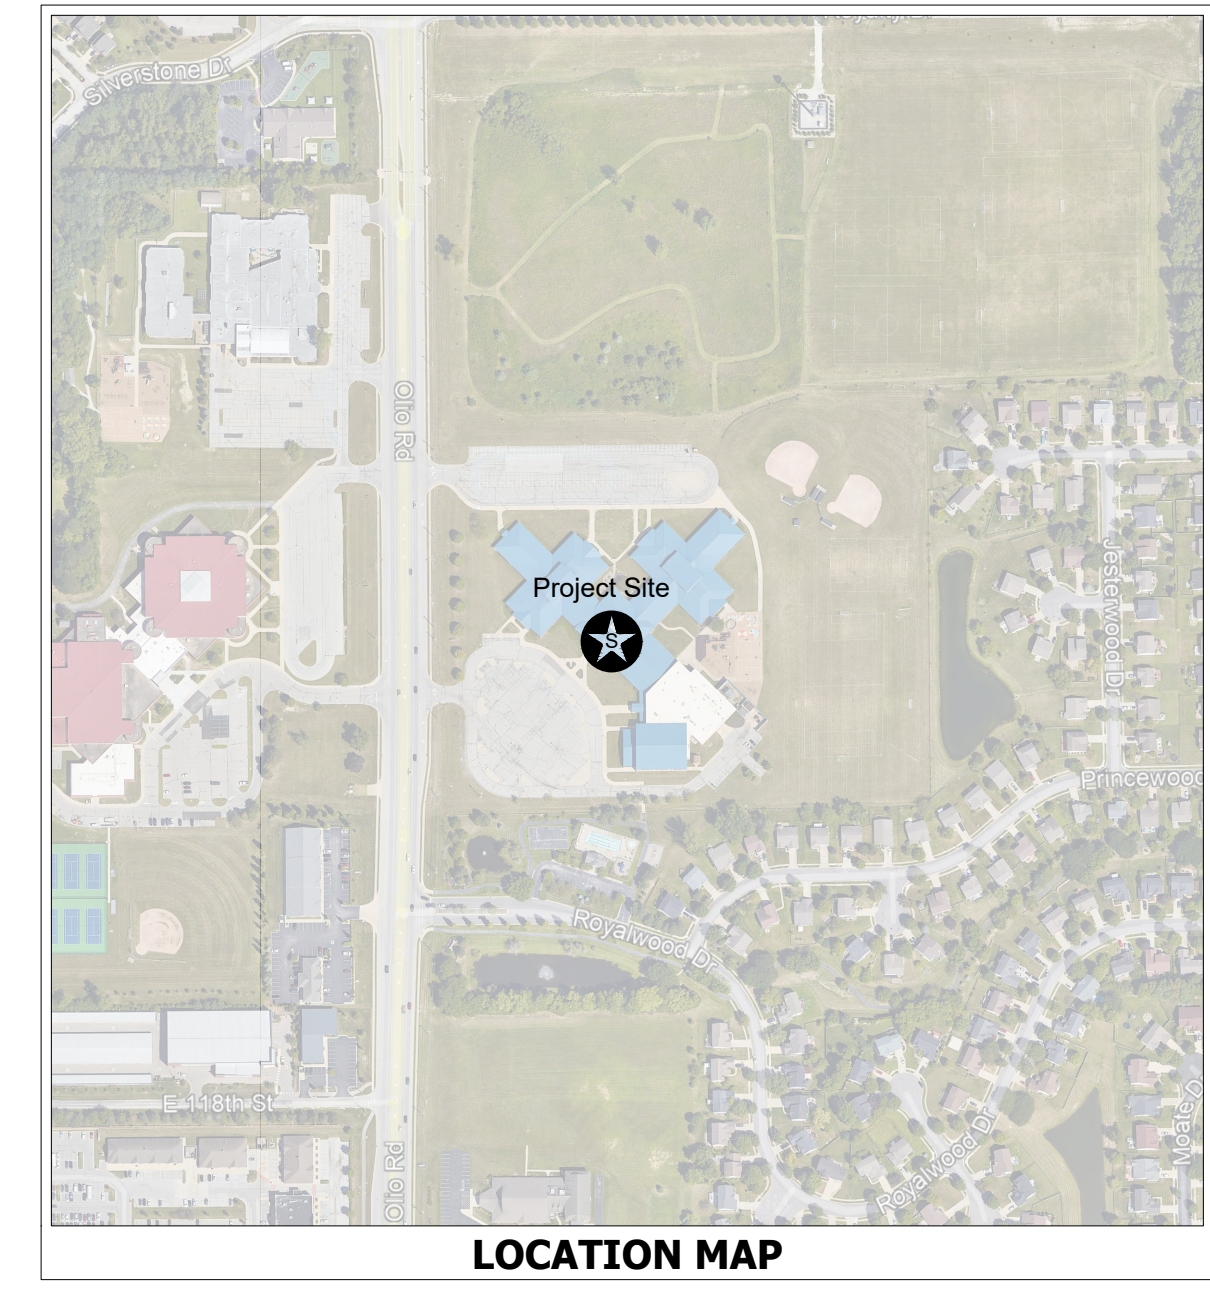 Silverstone Dr
Olio Rd
Project Site
S
Jesterwood Dr
Princewood
Royalwood Dr
E 118th St
Olio Rd
Royalwood Dr
Moate D
LOCATION MAP